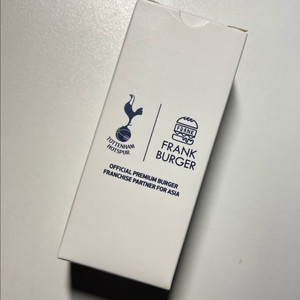 TOTTENHAM
HOTSPUR
FRANK
FRANK
BURGER
OFFICIAL PREMIUM BURGER
FRANCHISE PARTNER FOR ASIA